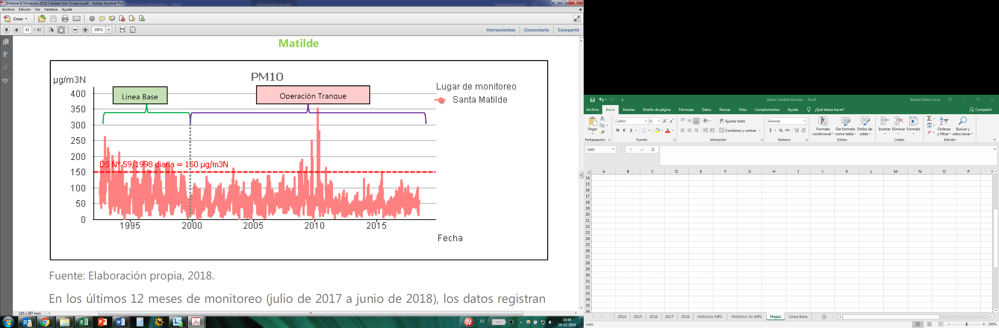 Informe II Trimestre 2018 Calidad Aire Ovejeria.pdf - Adobe Acrobat Pro
Archivo Edición Ver Ventana Ayuda
Crear
42 / 82 250%
Herramientas Comentario Compartir
Matilde
PM10
µg/m3N
Línea Base
Operación Tranque
Lugar de monitoreo
Santa Matilde
400
350
300
250
200
DS Nº 59/1998 diaria = 150 µg/m3N
150
100
50
0
1995 2000 2005 2010 2015
Fecha
Fuente: Elaboración propia, 2018.
En los últimos 12 meses de monitoreo (julio de 2017 a junio de 2018), los datos registran
210 x 297 mm
ES
10:44
19-12-2018
Datos Calidad Aire.xlsx - Excel
Karina Febre Lorca
Archivo Inicio Insertar Diseño de página Fórmulas Datos Revisar Vista Complementos Ayuda ¿Qué desea hacer? Compartir
Pegar
Calibri 11
N K S
Ajustar texto
Combinar y centrar
General
$ % 000
Formato condicional
Dar formato como tabla
Estilos de celda
Insertar Eliminar Formato
Ordenar y filtrar
Buscar y seleccionar
Portapapeles Fuente Alineación Número Estilos Celdas Edición
G60
fx
A B C D E F G H I J K L M N O P
14
15
16
17
18
19
20
21
22
23
24
25
26
27
28
29
30
31
32
33
34
35
36
2014 2015 2016 2017 2018 Histórico MPS Histórico As MPS Hoja1 Linea Base
Listo
100%